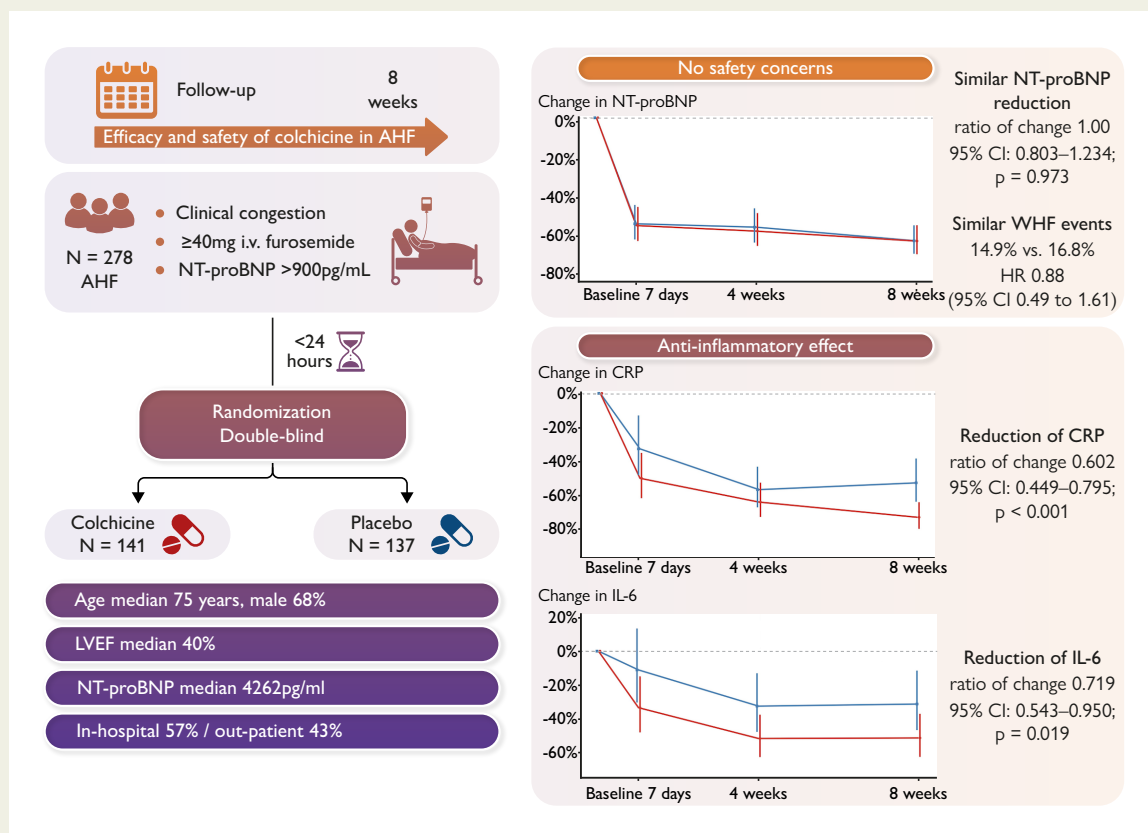 Follow-up
8
weeks
Efficacy and safety of colchicine in AHF
N = 278
AHF
Clinical congestion
≥40mg i.v. furosemide
NT-proBNP >900pg/mL
<24
hours
Randomization
Double-blind
Colchicine
N = 141
Placebo
N = 137
Age median 75 years, male 68%
LVEF median 40%
NT-proBNP median 4262pg/ml
In-hospital 57% / out-patient 43%
No safety concerns
Change in NT-proBNP
0%
-20%
-40%
-60%
-80%
Baseline 7 days 4 weeks 8 weeks
Similar NT-proBNP
reduction
ratio of change 1.00
95% CI: 0.803–1.234;
p = 0.973
Similar WHF events
14.9% vs. 16.8%
HR 0.88
(95% CI 0.49 to 1.61)
Anti-inflammatory effect
Change in CRP
0%
-20%
-40%
-60%
-80%
Baseline 7 days 4 weeks 8 weeks
Reduction of CRP
ratio of change 0.602
95% CI: 0.449–0.795;
p < 0.001
Change in IL-6
20%
0%
-20%
-40%
-60%
Baseline 7 days 4 weeks 8 weeks
Reduction of IL-6
ratio of change 0.719
95% CI: 0.543–0.950;
p = 0.019